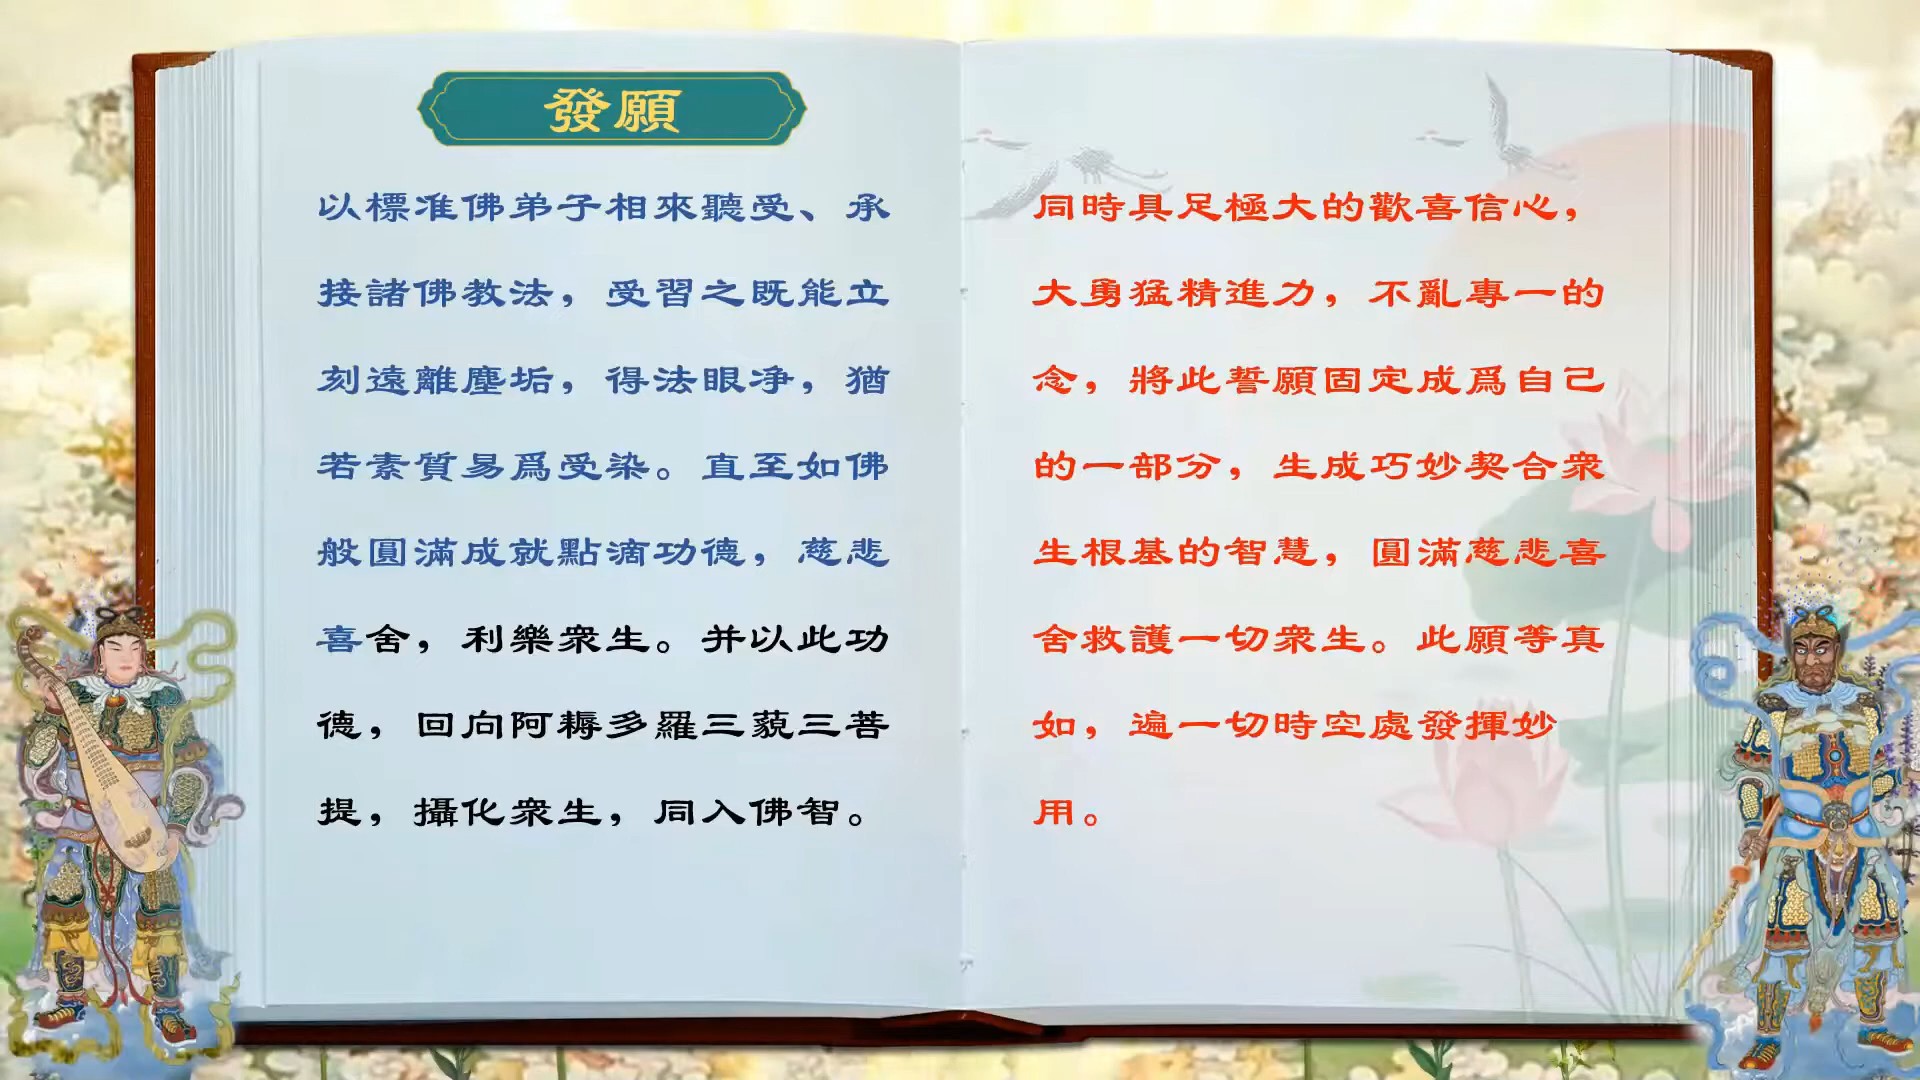 發願
以標准佛弟子相來聽受、承
接諸佛教法，受習之既能立
刻遠離塵垢，得法眼净，猶
若素質易爲受染。直至如佛
般圓滿成就點滴功德，慈悲
喜舍，利樂衆生。并以此功
德，回向阿耨多羅三藐三菩
提，攝化衆生，同入佛智。
同時具足極大的歡喜信心，
大勇猛精進力，不亂專一的
念，將此誓願固定成爲自己
的一部分，生成巧妙契合衆
生根基的智慧，圓滿慈悲喜
舍救護一切衆生。此願等真
如，遍一切時空處發揮妙
用。